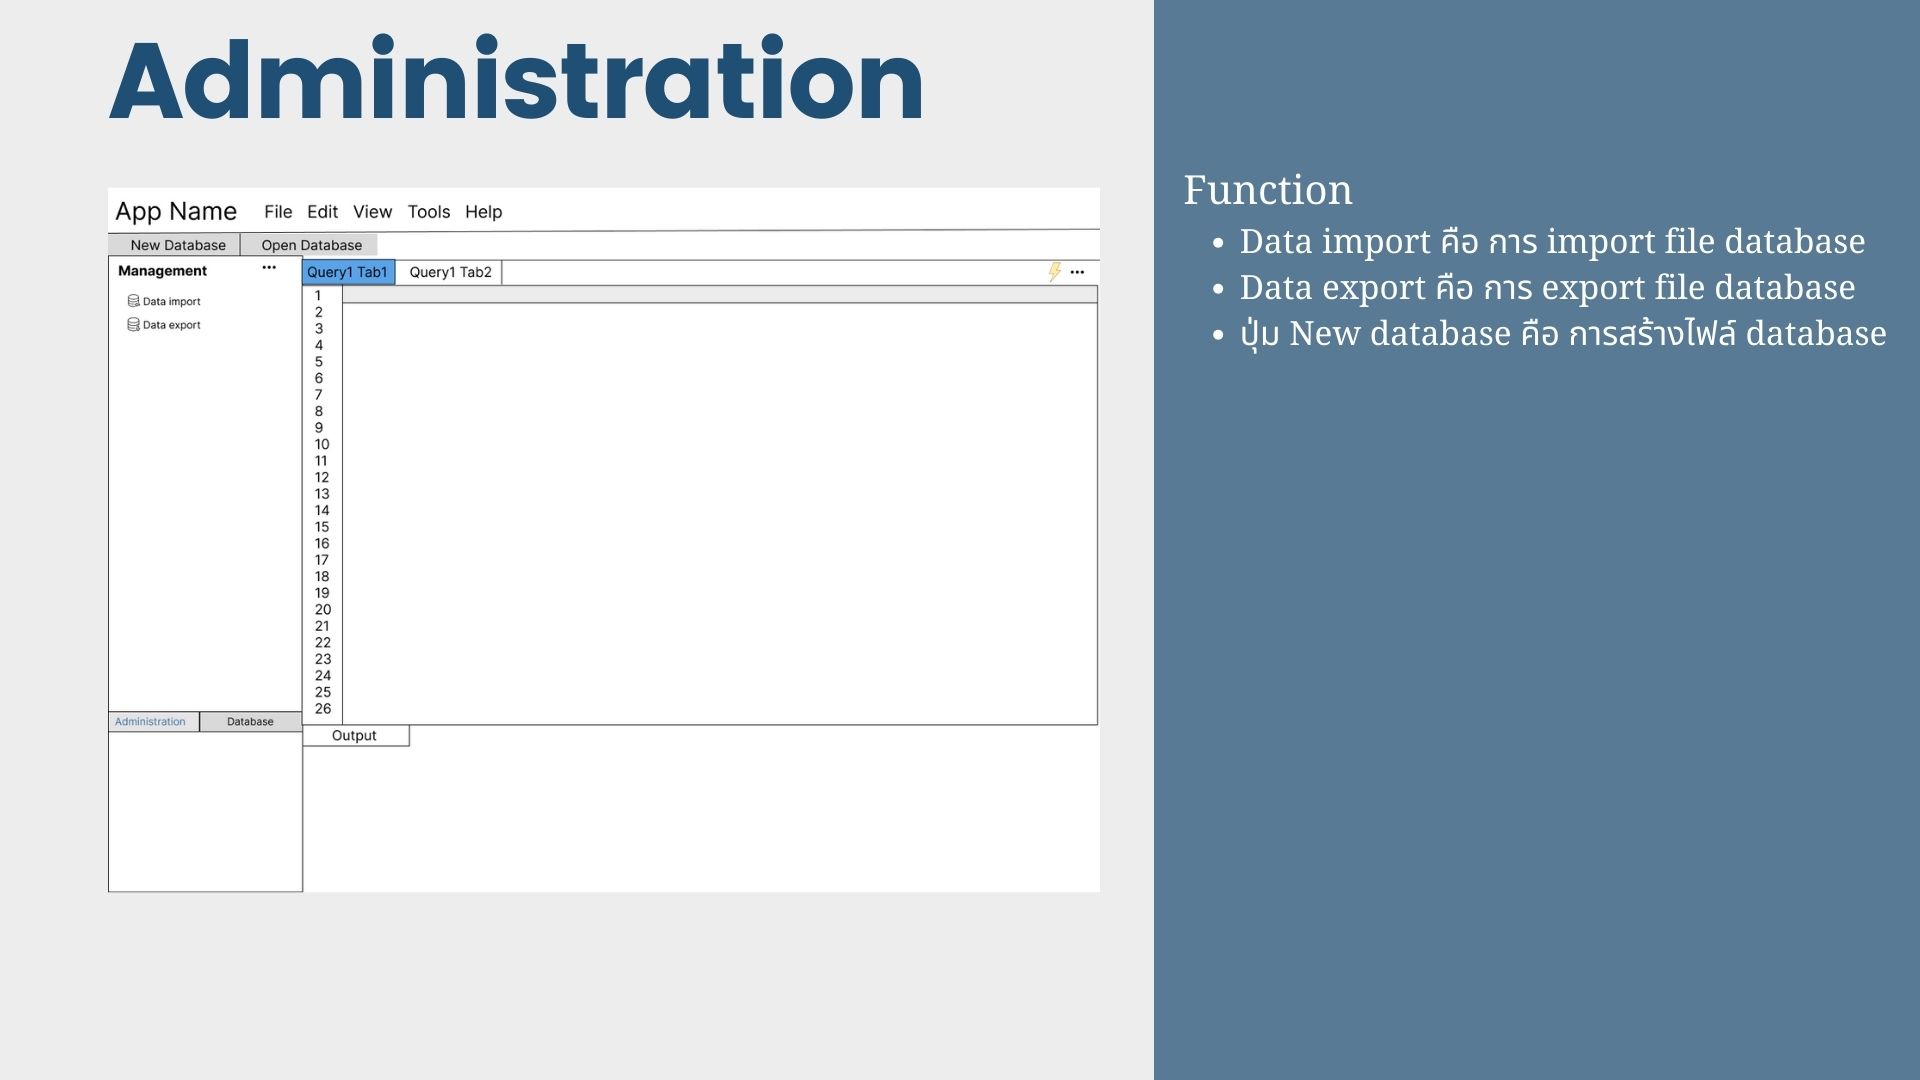 Administration
App Name File Edit View Tools Help
New Database Open Database
Management •••
Data import
Data export
Administration Database
Query1 Tab1 Query1 Tab2 •••
1
2
3
4
5
6
7
8
9
10
11
12
13
14
15
16
17
18
19
20
21
22
23
24
25
26
Output
Function
• Data import คือ การ import file database
• Data export คือ การ export file database
• ปุ่ม New database คือ การสร้างไฟล์ database